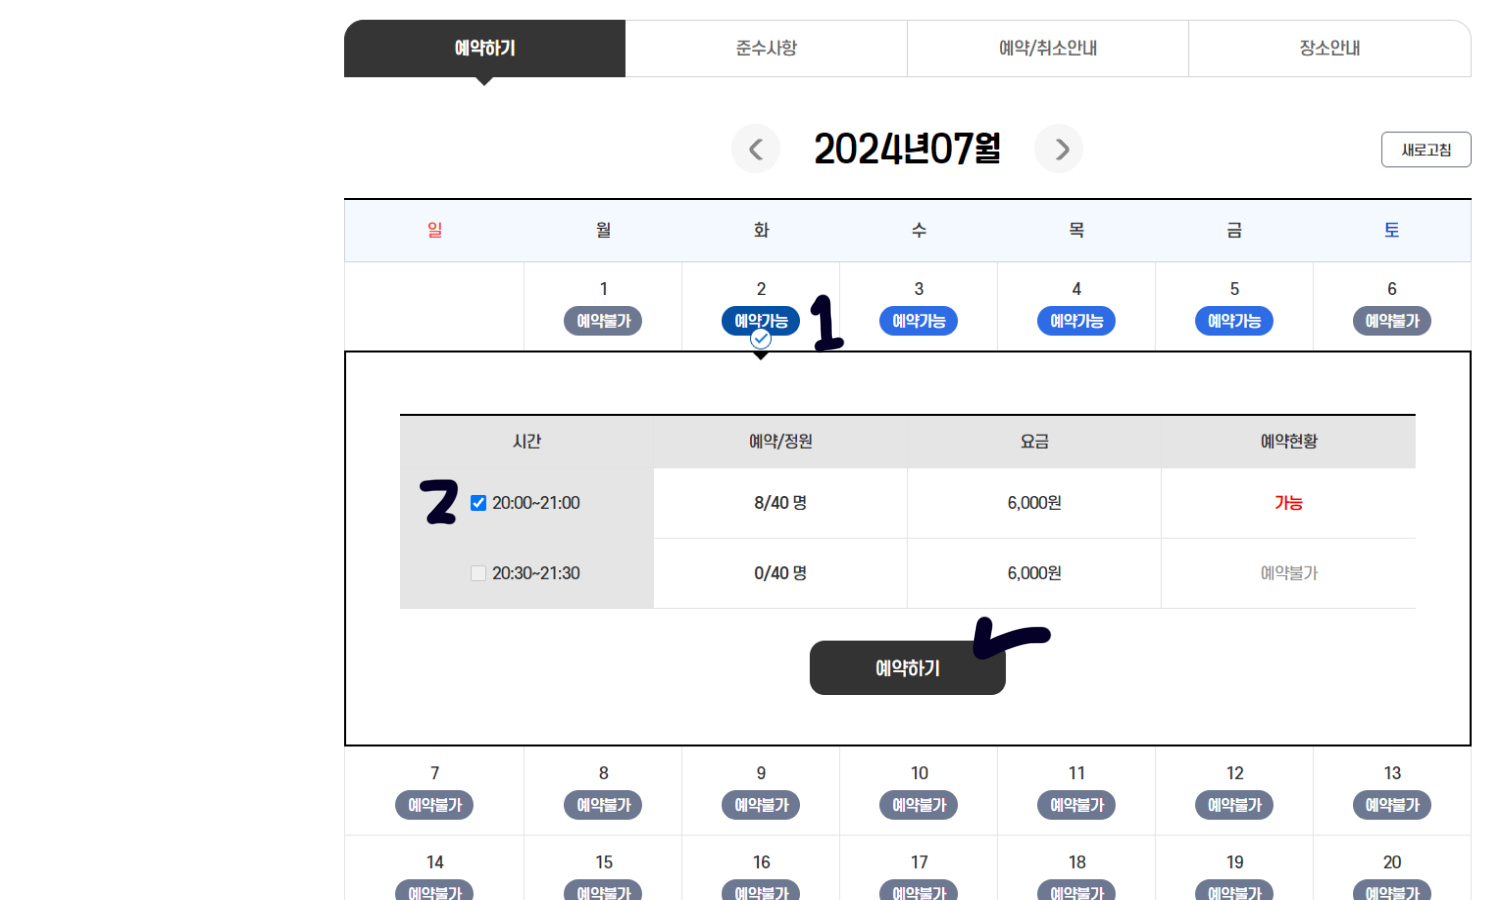 예약하기 준수사항 예약/취소안내 장소안내
2024년07월
새로고침
일 월 화 수 목 금 토
1 2 3 4 5 6
예약불가 예약가능 예약가능 예약가능 예약가능 예약불가
1
시간 예약/정원 요금 예약현황
2 20:00~21:00 8/40 명 6,000원 가능
20:30~21:30 0/40 명 6,000원 예약불가
예약하기
7 8 9 10 11 12 13
예약불가 예약불가 예약불가 예약불가 예약불가 예약불가 예약불가
14 15 16 17 18 19 20
예약불가 예약불가 예약불가 예약불가 예약불가 예약불가 예약불가